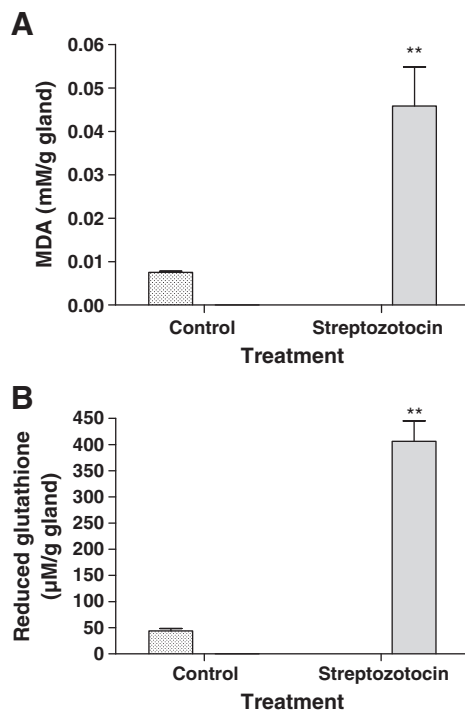 A
MDA (mM/g gland)
0.06
0.05
0.04
0.03
0.02
0.01
0.00
**
Control Streptozotocin
Treatment
B
Reduced glutathione
(µM/g gland)
450
400
350
300
250
200
150
100
50
0
**
Control Streptozotocin
Treatment